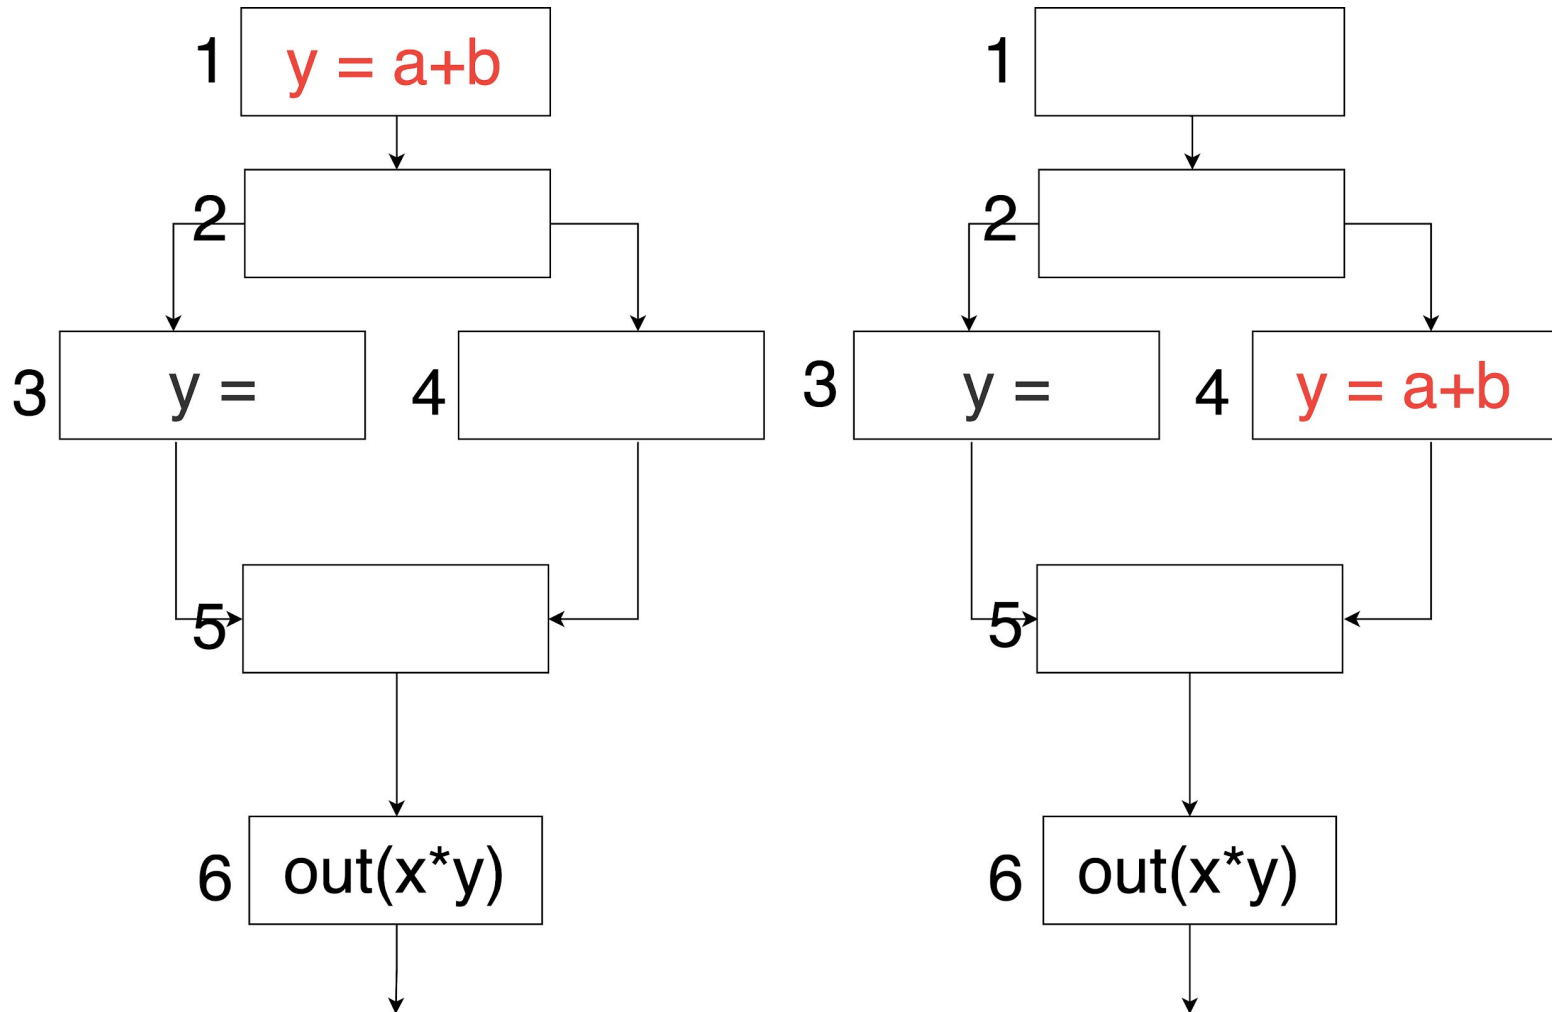 1 y = a+b
2
3 y =
4
5
6 out(x*y)
1
2
3 y =
4 y = a+b
5
6 out(x*y)